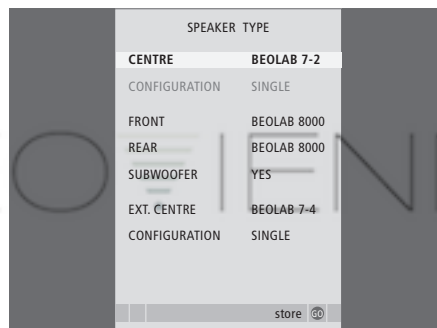 SPEAKER TYPE
CENTRE BEOLAB 7-2
CONFIGURATION SINGLE
FRONT BEOLAB 8000
REAR BEOLAB 8000
SUBWOOFER YES
EXT. CENTRE BEOLAB 7-4
CONFIGURATION SINGLE
store GO